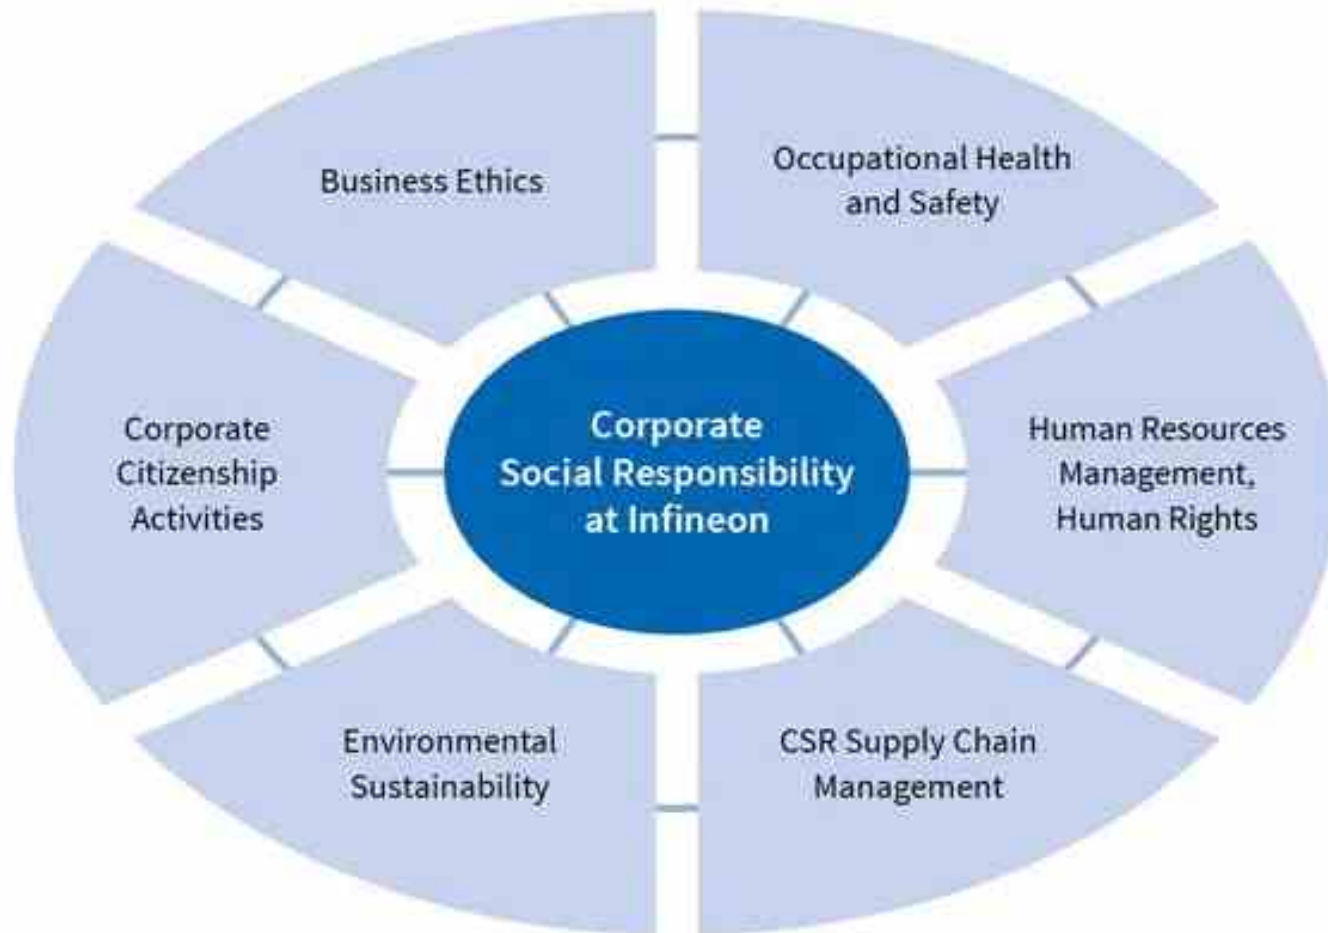 Business Ethics
Occupational Health
and Safety
Corporate
Citizenship
Activities
Corporate
Social Responsibility
at Infineon
Human Resources
Management,
Human Rights
Environmental
Sustainability
CSR Supply Chain
Management